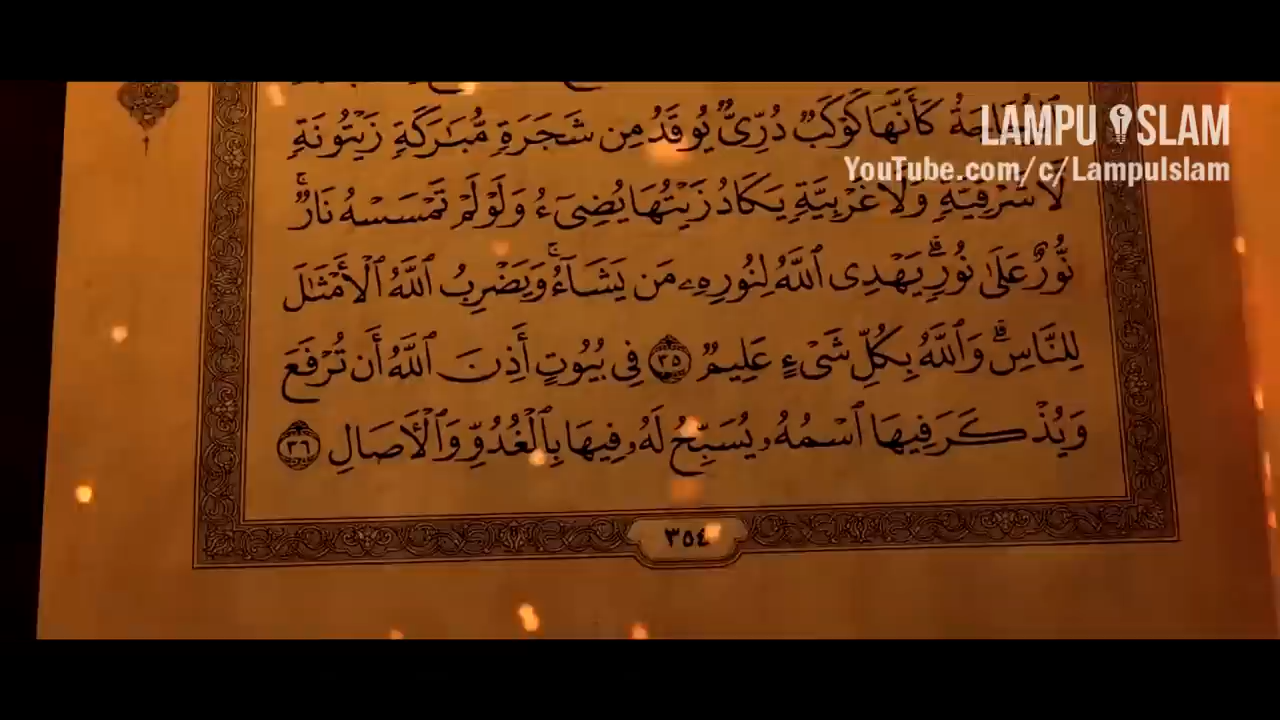 LAMPU ISLAM
YouTube.com/c/LampuIslam
كَأَنَّهَا كَوْكَبٌ دُرِّيٌّ يُوقَدُ مِن شَجَرَةٍ مُّبَٰرَكَةٍ زَيْتُونَةٍ
لَّا شَرْقِيَّةٍ وَلَا غَرْبِيَّةٍ يَكَادُ زَيْتُهَا يُضِىٓءُ وَلَوْ لَمْ تَمْسَسْهُ نَارٌ ۚ
نُّورٌ عَلَىٰ نُورٍ ۗ يَهْدِى ٱللَّهُ لِنُورِهِۦ مَن يَشَآءُ ۚ وَيَضْرِبُ ٱللَّهُ ٱلْأَمْثَٰلَ
لِلنَّاسِ ۗ وَٱللَّهُ بِكُلِّ شَىْءٍ عَلِيمٌ ٣٥ فِى بُيُوتٍ أَذِنَ ٱللَّهُ أَن تُرْفَعَ
وَيُذْكَرَ فِيهَا ٱسْمُهُۥ يُسَبِّحُ لَهُۥ فِيهَا بِٱلْغُدُوِّ وَٱلْءَاصَالِ ٣٦
٣٥٤